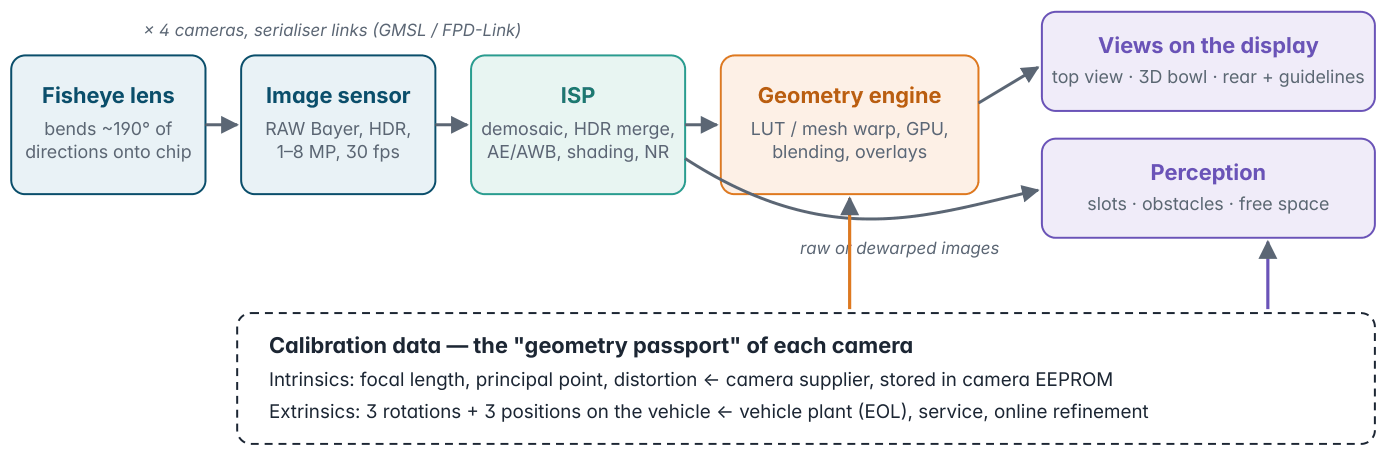 × 4 cameras, serialiser links (GMSL / FPD-Link)
Fisheye lens
bends ~190° of
directions onto chip
Image sensor
RAW Bayer, HDR,
1–8 MP, 30 fps
ISP
demosaic, HDR merge,
AE/AWB, shading, NR
Geometry engine
LUT / mesh warp, GPU,
blending, overlays
Views on the display
top view · 3D bowl · rear + guidelines
Perception
slots · obstacles · free space
raw or dewarped images
Calibration data — the "geometry passport" of each camera
Intrinsics: focal length, principal point, distortion ← camera supplier, stored in camera EEPROM
Extrinsics: 3 rotations + 3 positions on the vehicle ← vehicle plant (EOL), service, online refinement